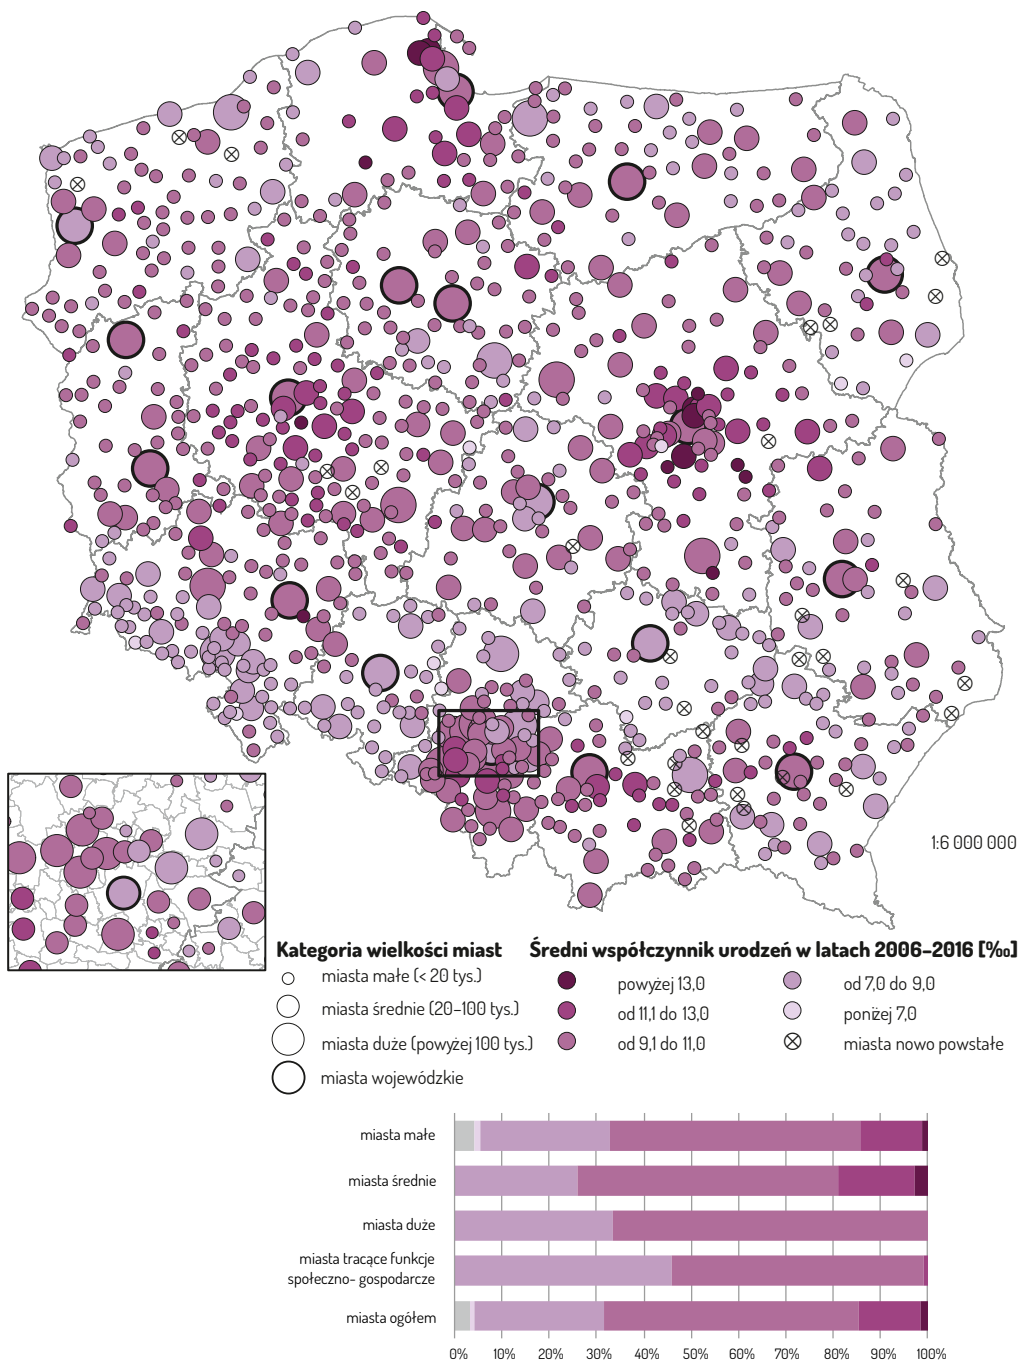 1:6 000 000
Kategoria wielkości miast
miasta małe (< 20 tys.)
miasta średnie (20–100 tys.)
miasta duże (powyżej 100 tys.)
miasta wojewódzkie
Średni współczynnik urodzeń w latach 2006–2016 [‰]
powyżej 13,0
od 11,1 do 13,0
od 9,1 do 11,0
od 7,0 do 9,0
poniżej 7,0
miasta nowo powstałe
miasta małe
miasta średnie
miasta duże
miasta tracące funkcje
społeczno- gospodarcze
miasta ogółem
0% 10% 20% 30% 40% 50% 60% 70% 80% 90% 100%